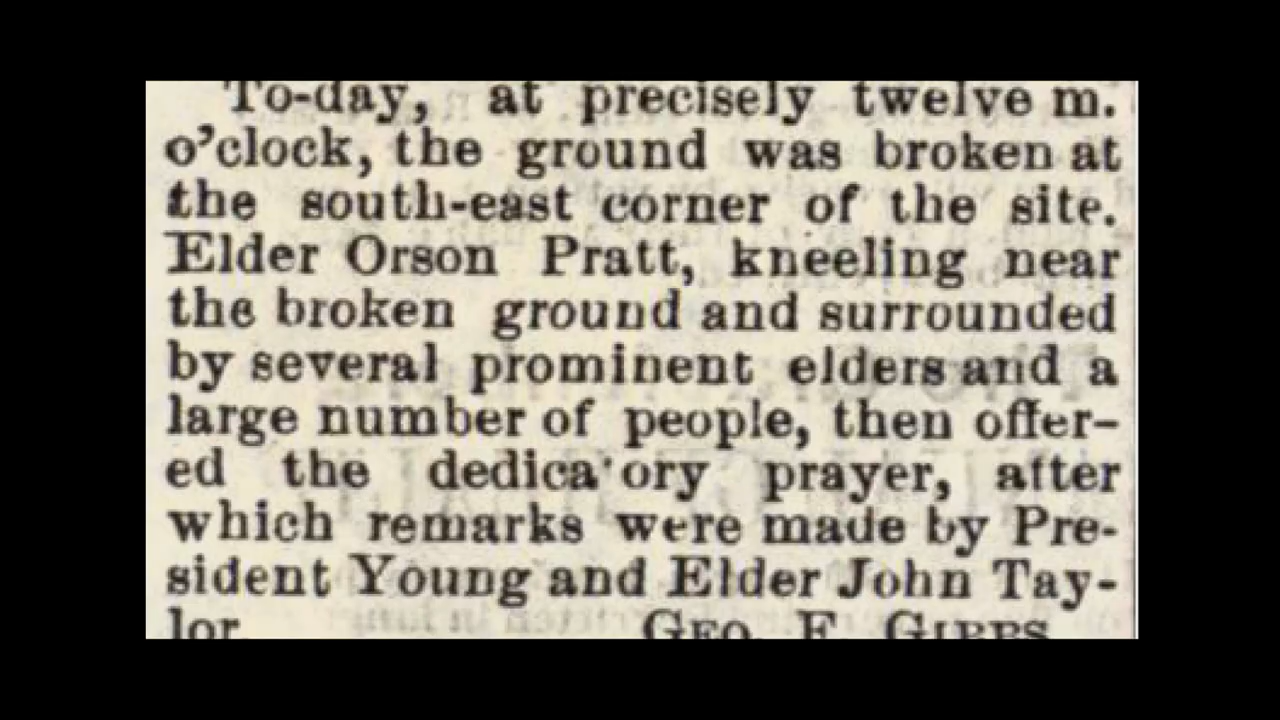 To-day, at precisely twelve m.
o'clock, the ground was broken at
the south-east corner of the site.
Elder Orson Pratt, kneeling near
the broken ground and surrounded
by several prominent elders and a
large number of people, then offer-
ed the dedica'ory prayer, after
which remarks were made by Pre-
sident Young and Elder John Tay-
lor. GEO. F. GIBBS